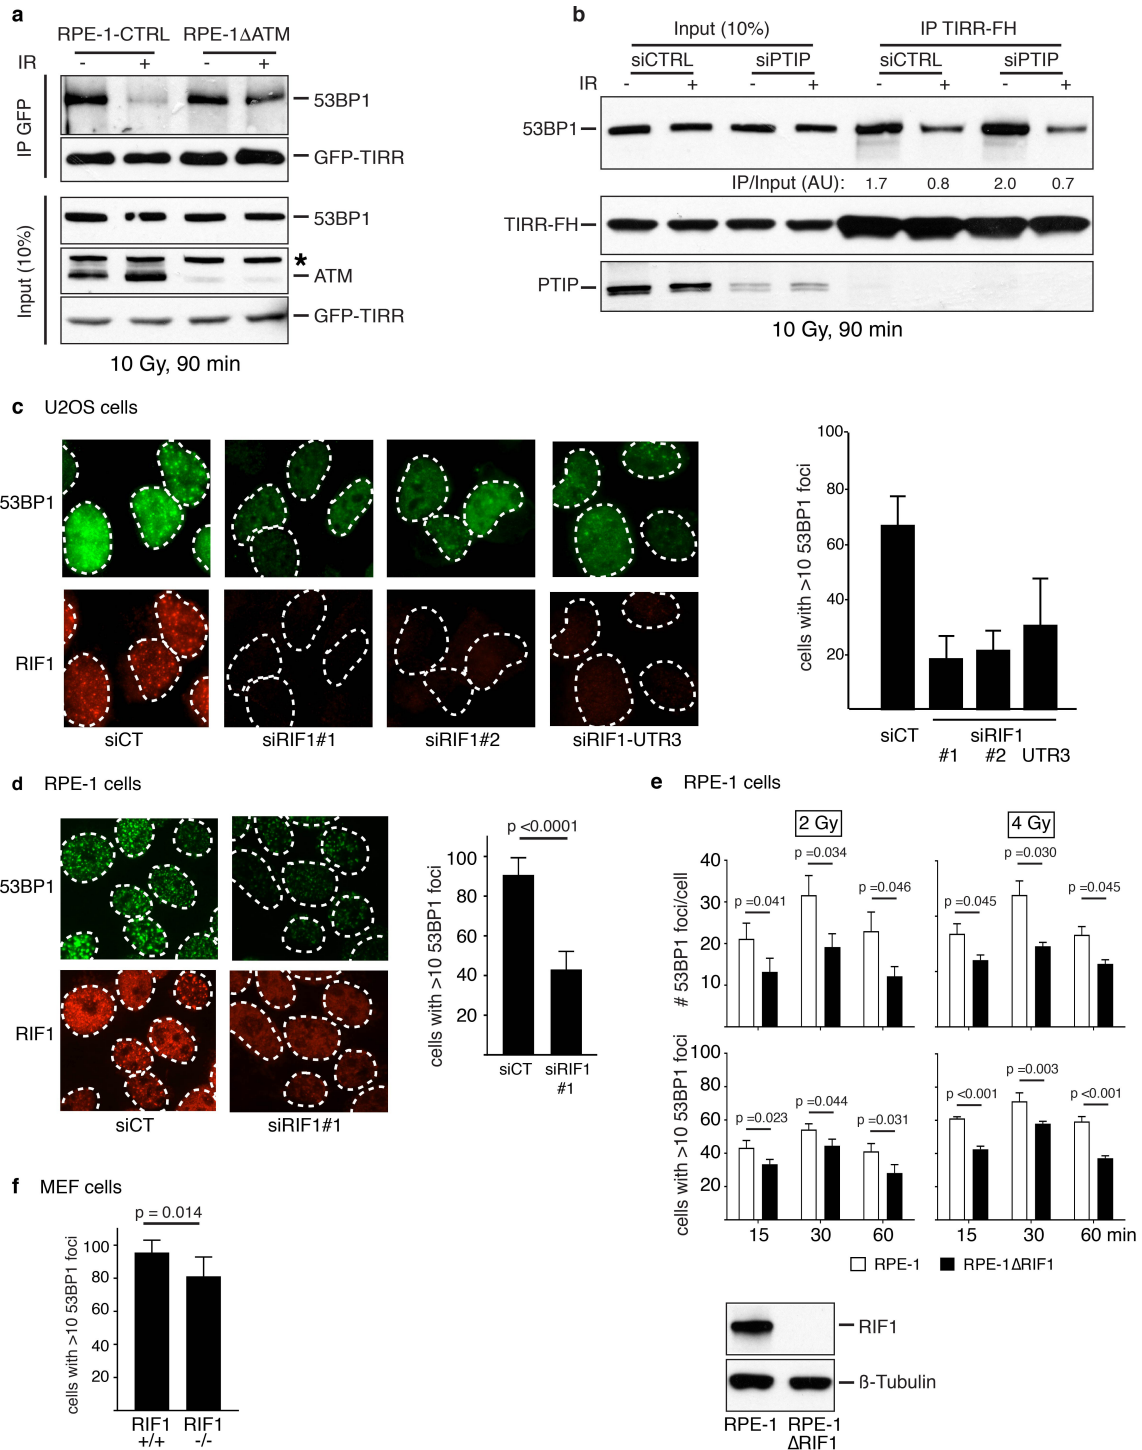 a
RPE-1-CTRL RPE-1ΔATM
IR - + - +
IP GFP
53BP1
GFP-TIRR
Input (10%)
53BP1
*
ATM
GFP-TIRR
10 Gy, 90 min
b
Input (10%) IP TIRR-FH
siCTRL siPTIP siCTRL siPTIP
IR - + - + - + - +
53BP1
IP/Input (AU): 1.7 0.8 2.0 0.7
TIRR-FH
PTIP
10 Gy, 90 min
c U2OS cells
53BP1
RIF1
siCT siRIF1#1 siRIF1#2 siRIF1-UTR3
cells with >10 53BP1 foci
100
80
60
40
20
siCT siRIF1
#1 #2 UTR3
d RPE-1 cells
53BP1
RIF1
siCT siRIF1#1
p <0.0001
cells with >10 53BP1 foci
100
80
60
40
20
siCT siRIF1
#1
e RPE-1 cells
2 Gy 4 Gy
# 53BP1 foci/cell
40
30
20
10
p =0.041 p =0.034 p =0.046
p =0.045 p =0.030 p =0.045
cells with >10 53BP1 foci
100
80
60
40
20
p =0.023 p =0.044 p =0.031
p <0.001 p =0.003 p <0.001
15 30 60 15 30 60 min
RPE-1 RPE-1ΔRIF1
RIF1
ß-Tubulin
RPE-1 RPE-1
ΔRIF1
f MEF cells
p = 0.014
cells with >10 53BP1 foci
100
80
60
40
20
RIF1 RIF1
+/+ -/-